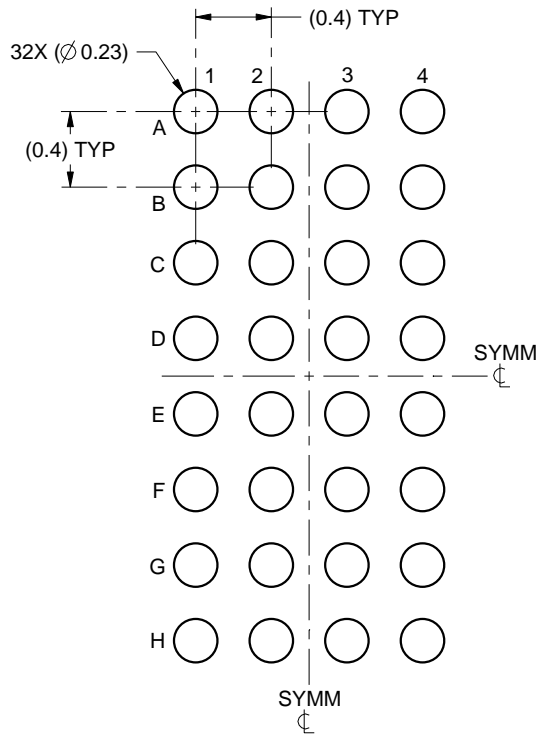 (0.4) TYP
32X (∅ 0.23)
1 2 3 4
A
(0.4) TYP
B
C
D
SYMM
℄
E
F
G
H
SYMM
℄